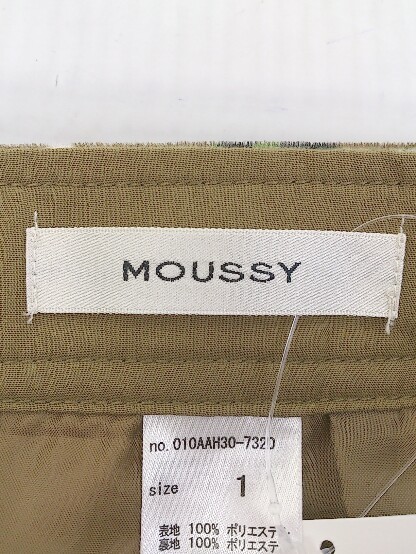 MOUSSY
no. 010AAH30-7320
size 1
表地 100% ポリエステ
裏地 100% ポリエステ